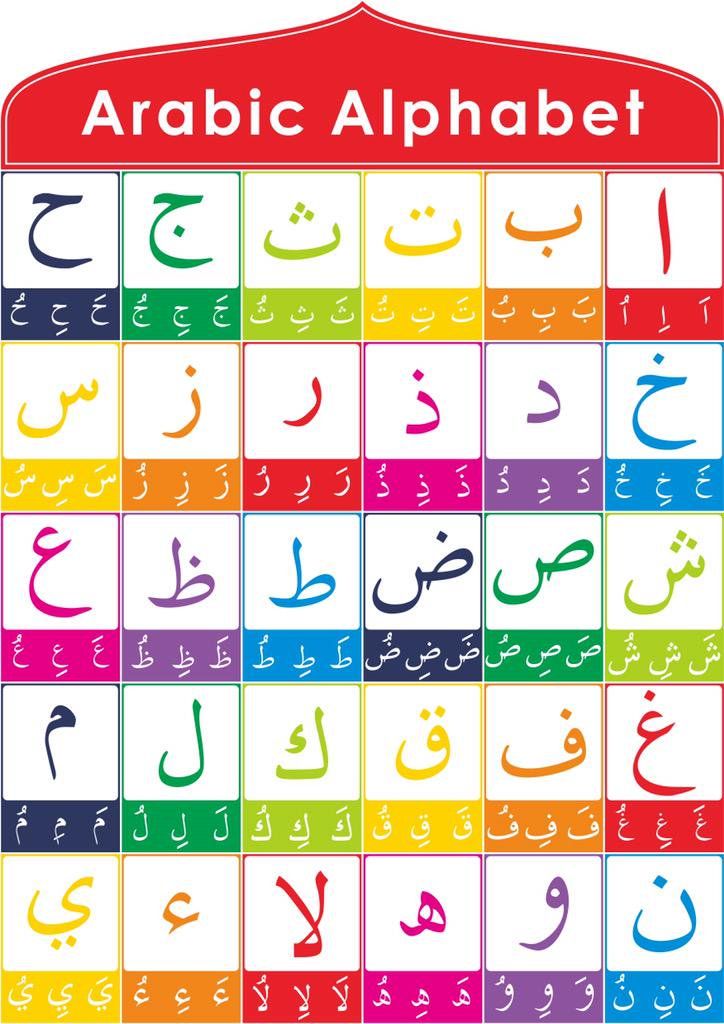 Arabic Alphabet
ا ب ت ث ج ح
اَ اِ اُ بَ بِ بُ تَ تِ تُ ثَ ثِ ثُ جَ جِ جُ حَ حِ حُ
خ د ذ ر ز س
خَ خِ خُ دَ دِ دُ ذَ ذِ ذُ رَ رِ رُ زَ زِ زُ سَ سِ سُ
ش ص ض ط ظ ع
شَ شِ شُ صَ صِ صُ ضَ ضِ ضُ طَ طِ طُ ظَ ظِ ظُ عَ عِ عُ
غ ف ق ك ل م
غَ غِ غُ فَ فِ فُ قَ قِ قُ كَ كِ كُ لَ لِ لُ مَ مِ مُ
ن و ه لا ء ي
نَ نِ نُ وَ وِ وُ هَ هِ هُ لَا لِا لُا ءَ ءِ ءُ يَ يِ يُ